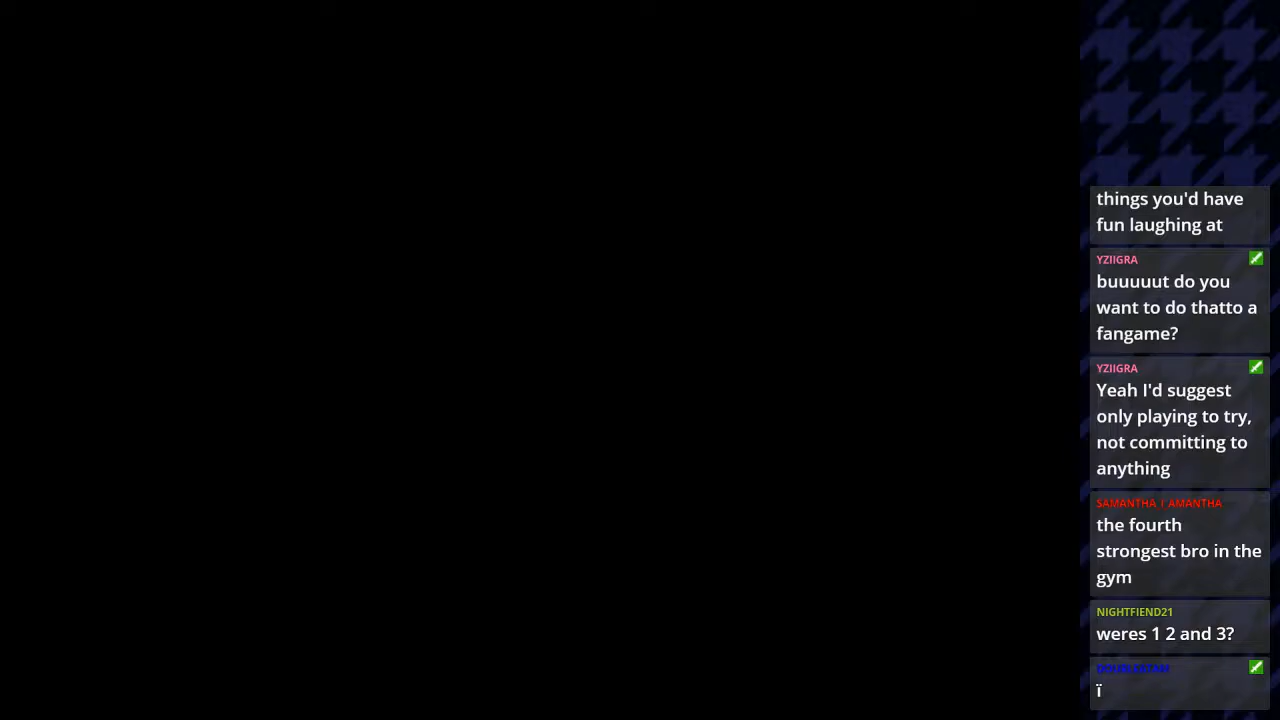 things you'd have
fun laughing at
YZIIGRA
buuuuut do you
want to do thatto a
fangame?
YZIIGRA
Yeah I'd suggest
only playing to try,
not committing to
anything
SAMANTHA | AMANTHA
the fourth
strongest bro in the
gym
NIGHTFIEND21
weres 1 2 and 3?
ï